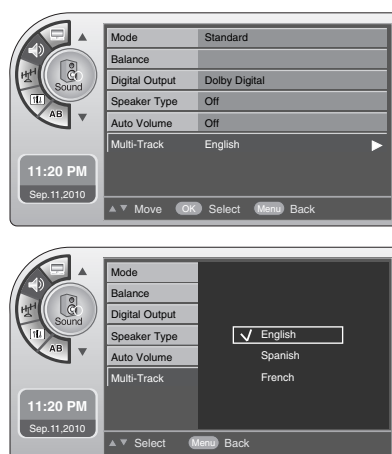 Mode Standard
Balance
Digital Output Dolby Digital
Speaker Type Off
Auto Volume Off
Multi-Track English
Sound
AB
11:20 PM
Sep.11,2010
▲▼ Move OK Select Menu Back
Mode
Balance
Digital Output
Speaker Type
Auto Volume
Multi-Track
✓ English
Spanish
French
Sound
AB
11:20 PM
Sep.11,2010
▲▼ Select Menu Back